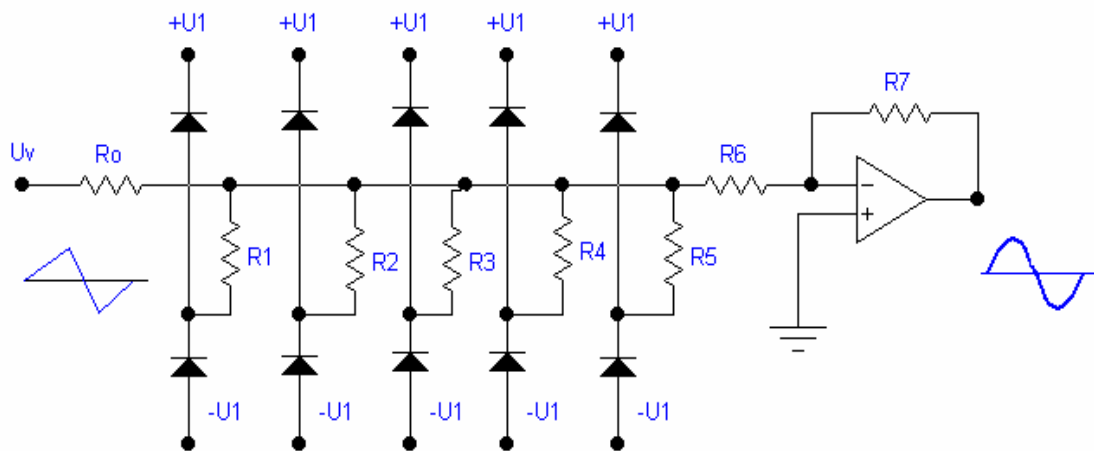 +U1 +U1 +U1 +U1 +U1
R7
Uv Ro R6
R1 R2 R3 R4 R5
-U1 -U1 -U1 -U1 -U1